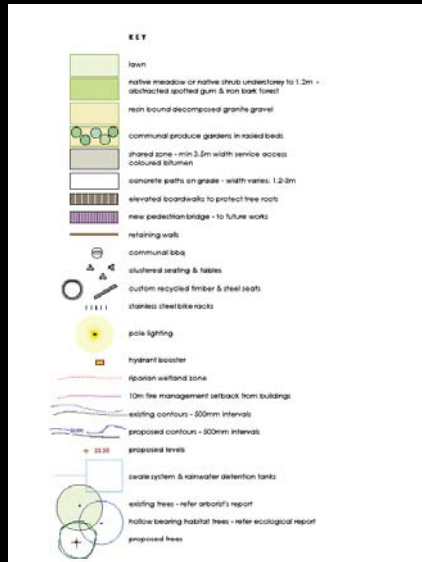 KEY
lawn
native meadow or native shrub understorey to 1.2m -
abstracted spotted gum & iron bark forest
resin bound decomposed granite gravel
communal produce gardens in rasied beds
shared zone - min 3.5m width service access
coloured bitumen
concrete paths on grade - width varies: 1.2-3m
elevated boardwalks to protect tree roots
new pedestrian bridge - to future works
retaining walls
communal bbq
clustered seating & tables
custom recycled timber & steel seats
stainless steel bike racks
pole lighting
hydrant booster
riparian wetland zone
10m fire management setback from buildings
existing contours - 500mm intervals
proposed contours - 500mm intervals
proposed levels
swale system & rainwater detention tanks
existing trees - refer arborist's report
hollow bearing habitat trees - refer ecological report
proposed trees